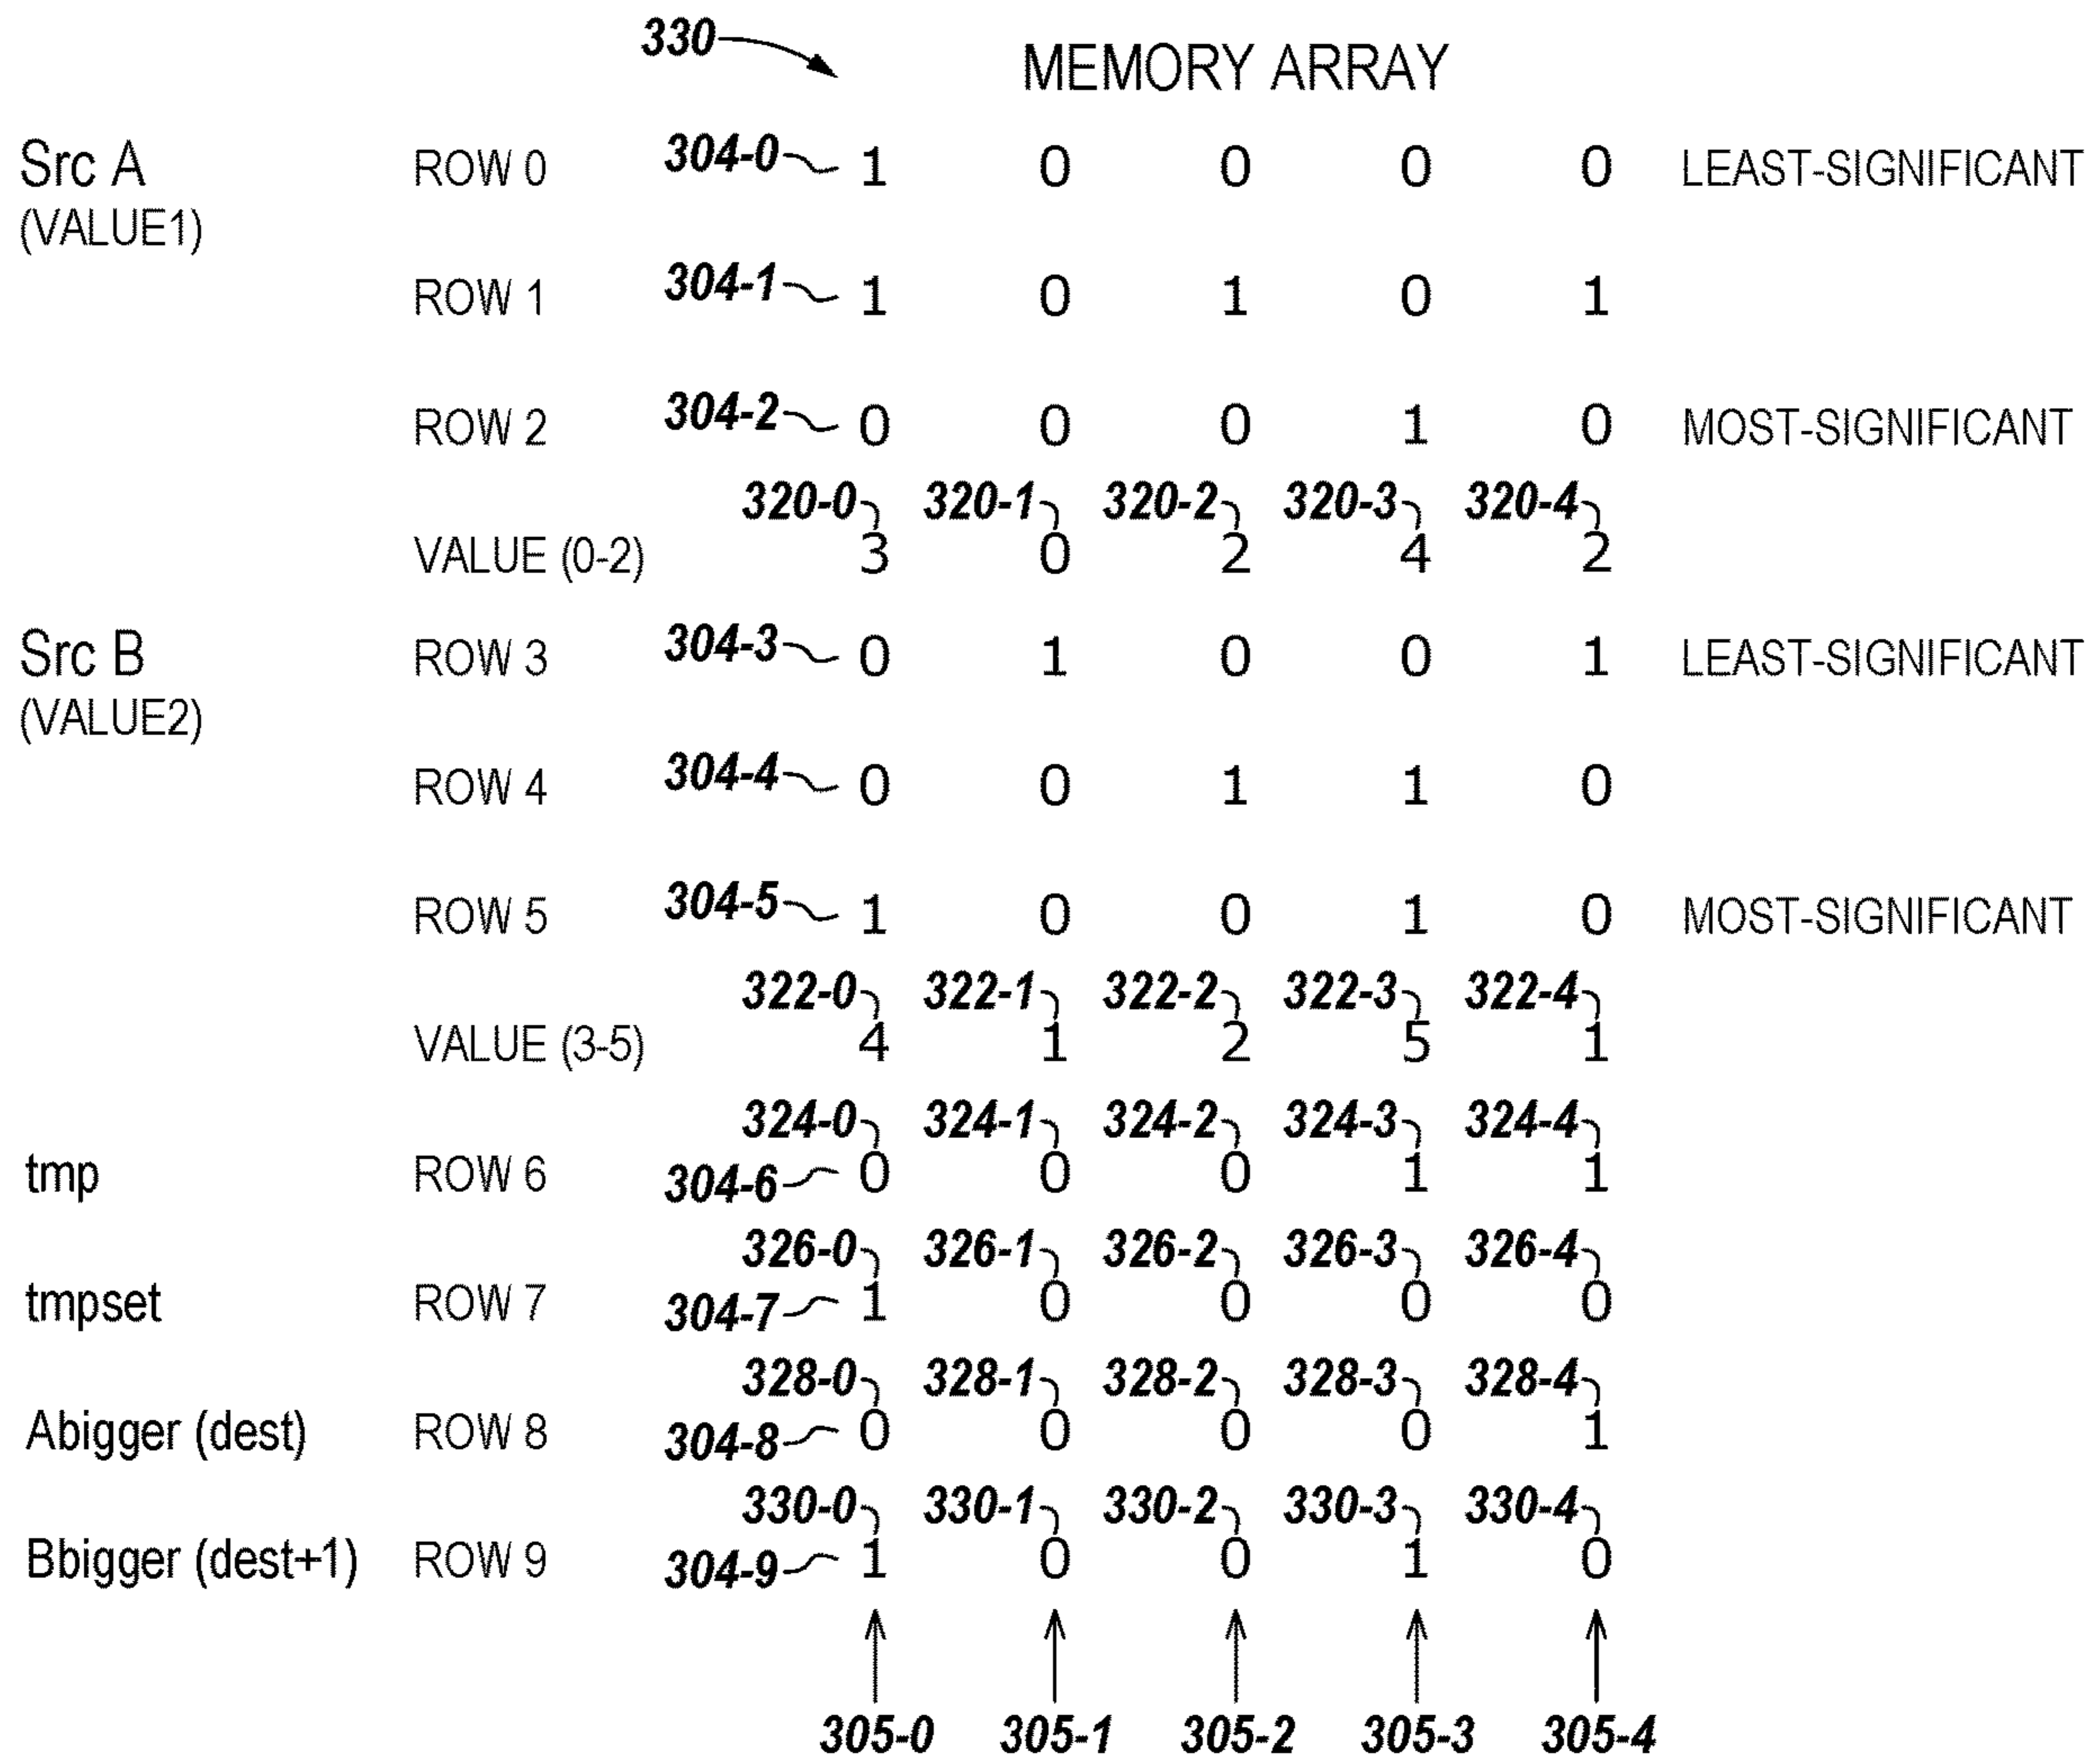 330 MEMORY ARRAY
Src A ROW 0 304-0 1 0 0 0 0 LEAST-SIGNIFICANT
(VALUE1)
ROW 1 304-1 1 0 1 0 1
ROW 2 304-2 0 0 0 1 0 MOST-SIGNIFICANT
320-0 320-1 320-2 320-3 320-4
VALUE (0-2) 3 0 2 4 2
Src B ROW 3 304-3 0 1 0 0 1 LEAST-SIGNIFICANT
(VALUE2)
ROW 4 304-4 0 0 1 1 0
ROW 5 304-5 1 0 0 1 0 MOST-SIGNIFICANT
322-0 322-1 322-2 322-3 322-4
VALUE (3-5) 4 1 2 5 1
324-0 324-1 324-2 324-3 324-4
tmp ROW 6 304-6 0 0 0 1 1
326-0 326-1 326-2 326-3 326-4
tmpset ROW 7 304-7 1 0 0 0 0
328-0 328-1 328-2 328-3 328-4
Abigger (dest) ROW 8 304-8 0 0 0 0 1
330-0 330-1 330-2 330-3 330-4
Bbigger (dest+1) ROW 9 304-9 1 0 0 1 0
305-0 305-1 305-2 305-3 305-4